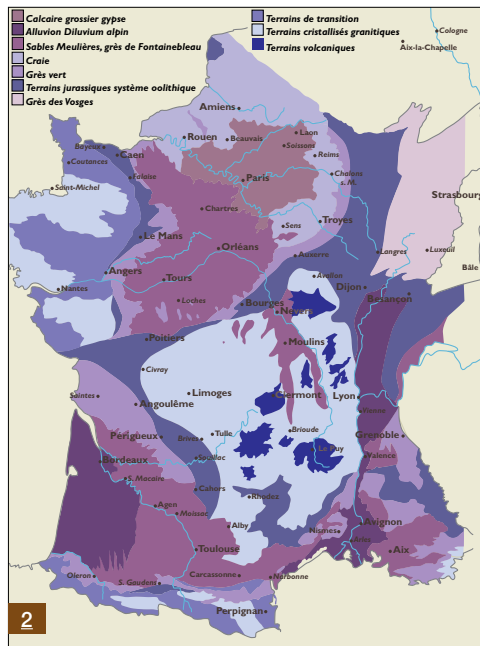 Calcaire grossier gypse
Alluvion Diluvium alpin
Sables Meulières, grès de Fontainebleau
Craie
Grès vert
Terrains jurassiques système oolithique
Grès des Vosges
Terrains de transition
Terrains cristallisés granitiques
Terrains volcaniques
Cologne
Aix-la-Chapelle
Amiens
Rouen
Beauvais
Laon
Soissons
Reims
Bayeux
Caen
Coutances
Falaise
Paris
Chalons
s. M.
Saint-Michel
Strasbourg
Chartres
Troyes
Sens
Le Mans
Orléans
Langres
Luxeuil
Auxerre
Bâle
Angers
Avallon
Tours
Dijon
Nantes
Besançon
Loches
Bourges
Nevers
Poitiers
Moulins
Civray
Saintes
Limoges
Clermont
Lyon
Angoulême
Vienne
Périgueux
Tulle
Brioude
Brives
Grenoble
Le Puy
Bordeaux
Souillac
Valence
S. Macaire
Cahors
Rhodez
Agen
Moissac
Alby
Nismes
Avignon
Arles
Toulouse
Aix
Oleron
S. Gaudens
Carcassonne
Nerbonne
Perpignan
2